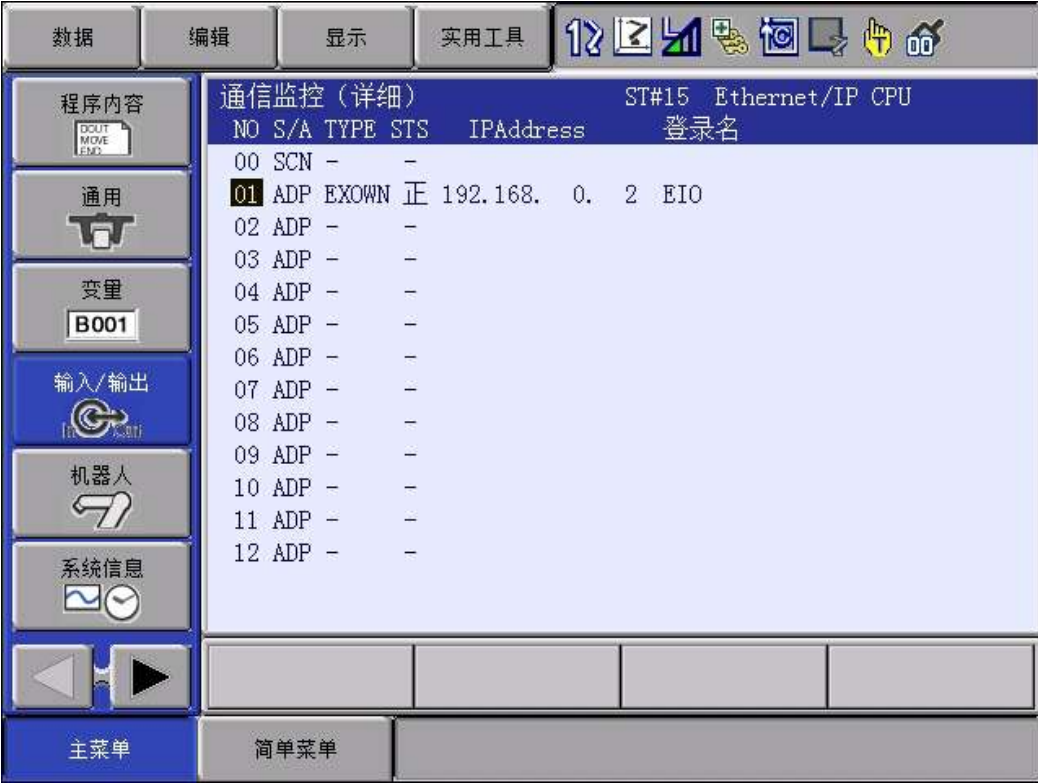 数据 编辑 显示 实用工具
程序内容
DOUT
MOVE
END
通用
变量
B001
输入/输出
In Out
机器人
系统信息
通信监控（详细） ST#15 Ethernet/IP CPU
NO S/A TYPE STS IPAddress 登录名
00 SCN - -
01 ADP EXOWN 正 192.168. 0. 2 EIO
02 ADP - -
03 ADP - -
04 ADP - -
05 ADP - -
06 ADP - -
07 ADP - -
08 ADP - -
09 ADP - -
10 ADP - -
11 ADP - -
12 ADP - -
主菜单 简单菜单